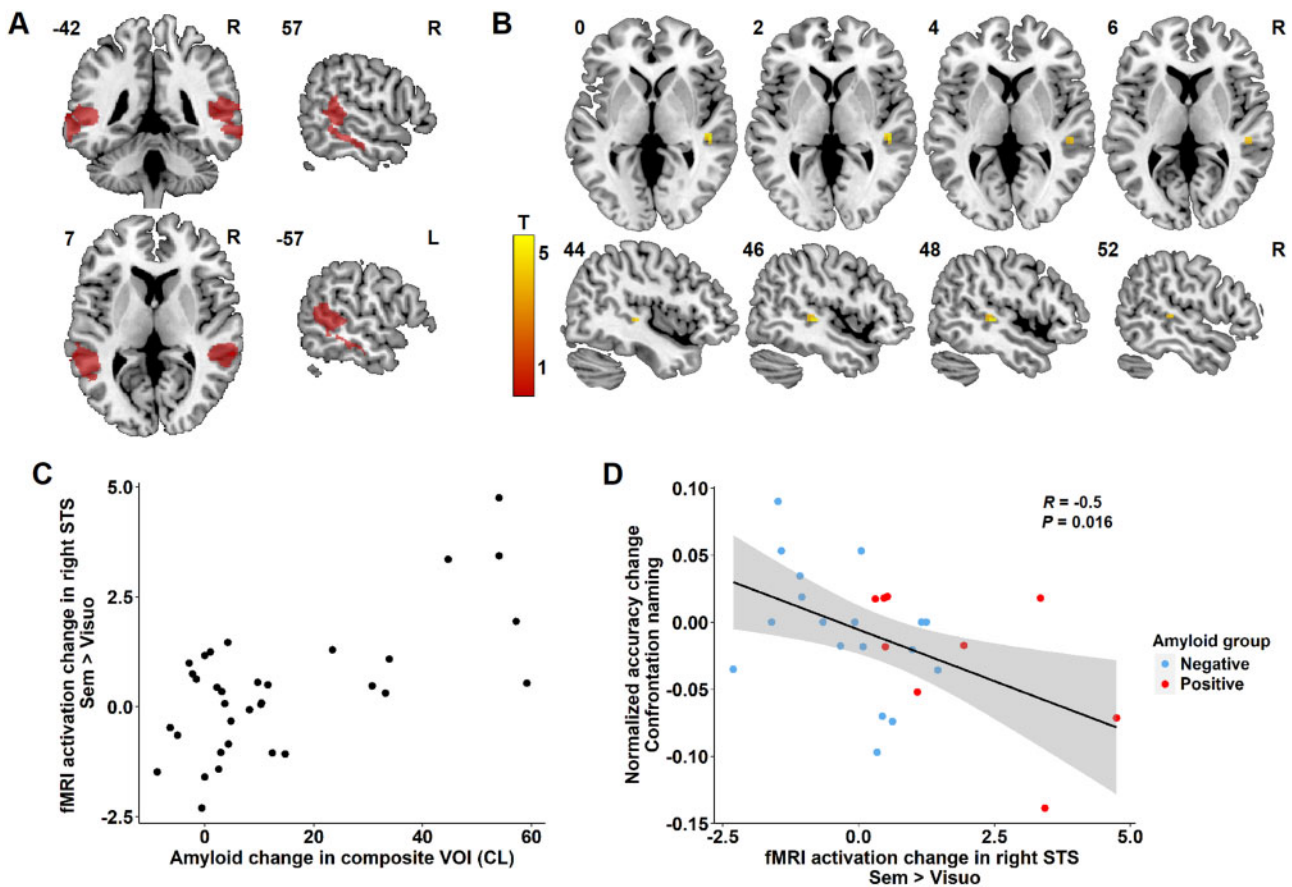 A
-42
R
57
R
7
R
-57
L
B
0
2
4
6
R
T
5
1
44
46
48
52
R
C
fMRI activation change in right STS
Sem > Visuo
5.0
2.5
0.0
-2.5
0
20
40
60
Amyloid change in composite VOI (CL)
D
Normalized accuracy change
Confrontation naming
0.10
0.05
0.00
-0.05
-0.10
-0.15
R = -0.5
P = 0.016
-2.5
0.0
2.5
5.0
fMRI activation change in right STS
Sem > Visuo
Amyloid group
Negative
Positive